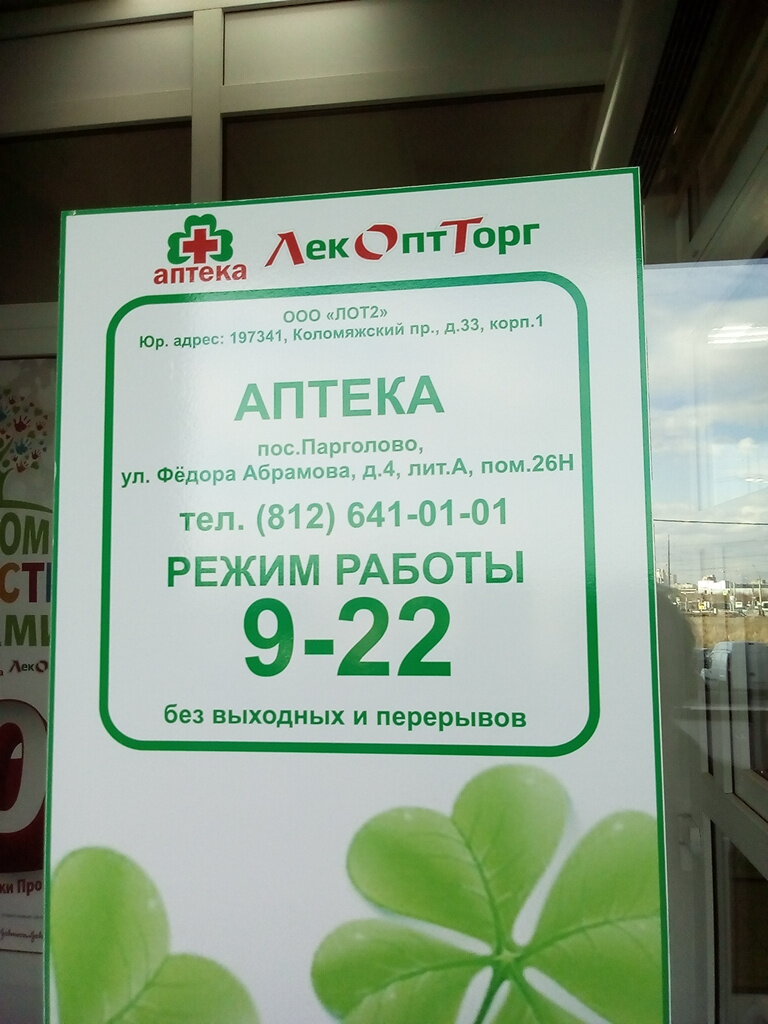 аптека ЛекОптТорг
ООО «ЛОТ2»
Юр. адрес: 197341, Коломяжский пр., д.33, корп.1
АПТЕКА
пос.Парголово,
ул. Фёдора Абрамова, д.4, лит.А, пом.26Н
тел. (812) 641-01-01
РЕЖИМ РАБОТЫ
9-22
без выходных и перерывов